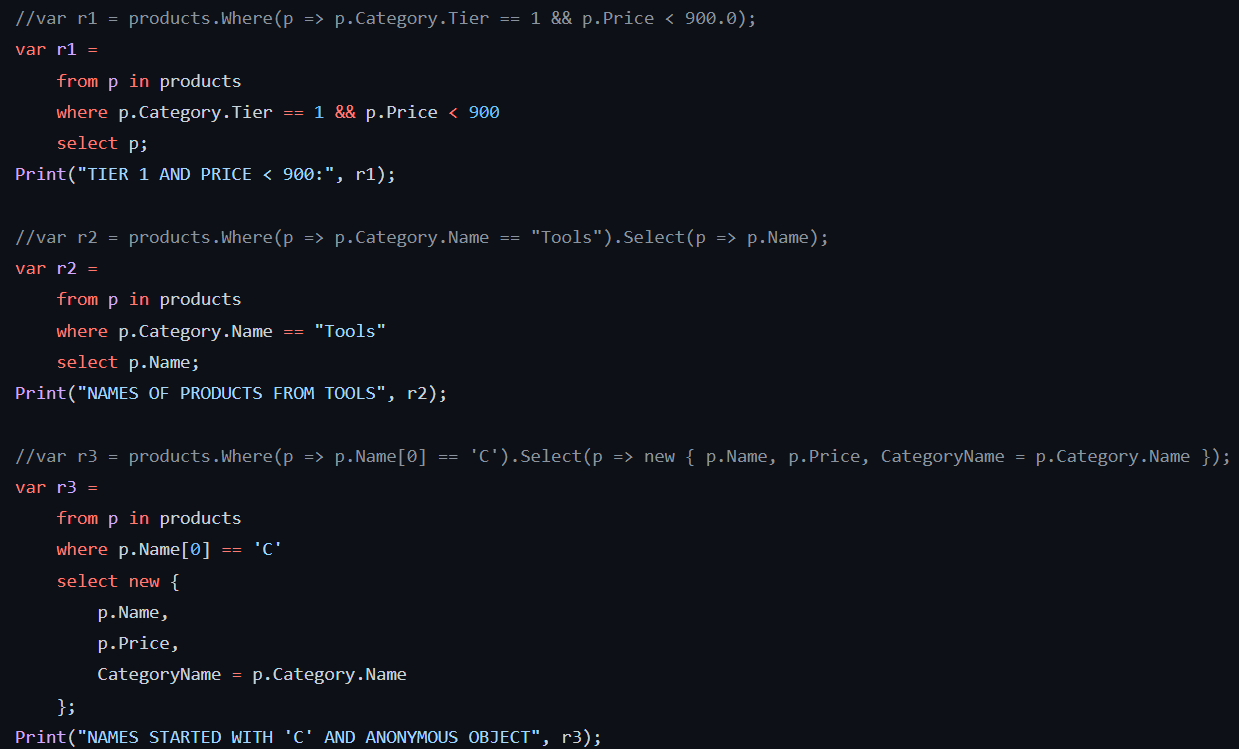 //var r1 = products.Where(p => p.Category.Tier == 1 && p.Price < 900.0);
var r1 =
    from p in products
    where p.Category.Tier == 1 && p.Price < 900
    select p;
Print("TIER 1 AND PRICE < 900:", r1);

//var r2 = products.Where(p => p.Category.Name == "Tools").Select(p => p.Name);
var r2 =
    from p in products
    where p.Category.Name == "Tools"
    select p.Name;
Print("NAMES OF PRODUCTS FROM TOOLS", r2);

//var r3 = products.Where(p => p.Name[0] == 'C').Select(p => new { p.Name, p.Price, CategoryName = p.Category.Name });
var r3 =
    from p in products
    where p.Name[0] == 'C'
    select new {
        p.Name,
        p.Price,
        CategoryName = p.Category.Name
    };
Print("NAMES STARTED WITH 'C' AND ANONYMOUS OBJECT", r3);